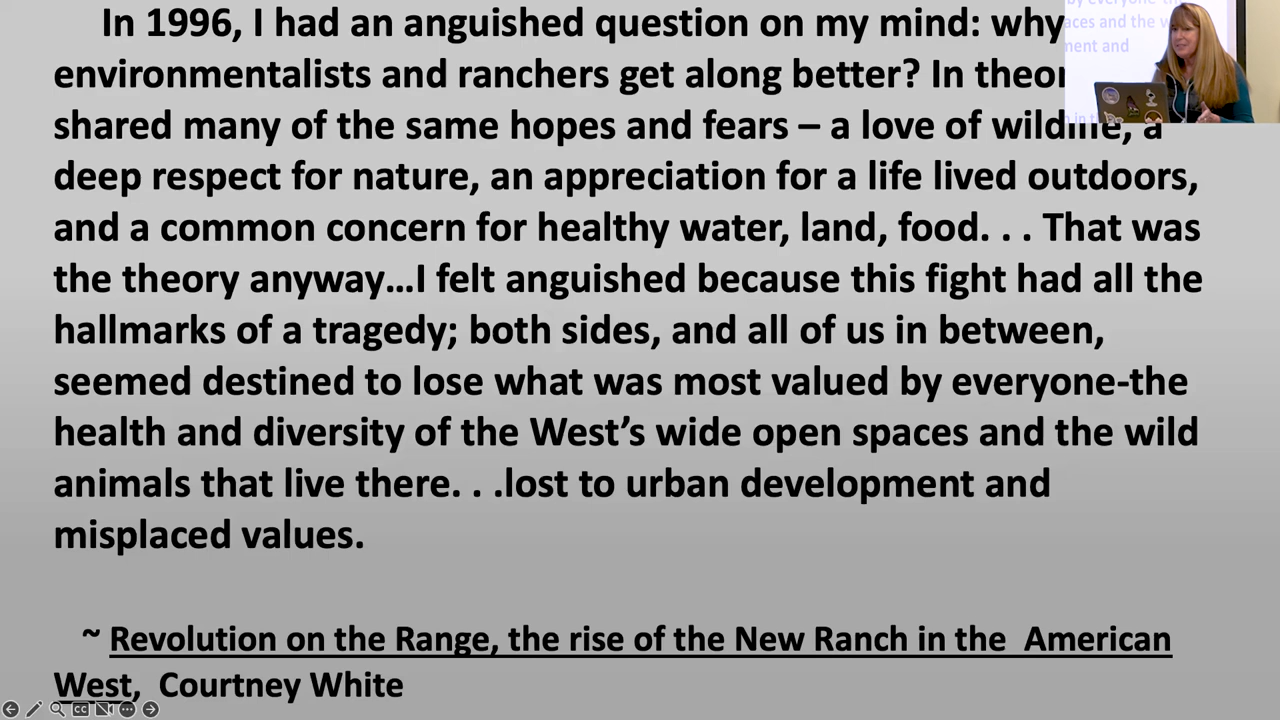 In 1996, I had an anguished question on my mind: why
environmentalists and ranchers get along better? In
shared many of the same hopes and fears – a love of wildlife, a
deep respect for nature, an appreciation for a life lived outdoors,
and a common concern for healthy water, land, food. . . That was
the theory anyway…I felt anguished because this fight had all the
hallmarks of a tragedy; both sides, and all of us in between,
seemed destined to lose what was most valued by everyone-the
health and diversity of the West’s wide open spaces and the wild
animals that live there. . .lost to urban development and
misplaced values.
~ Revolution on the Range, the rise of the New Ranch in the American
West, Courtney White
by everyone
and the
and
CC